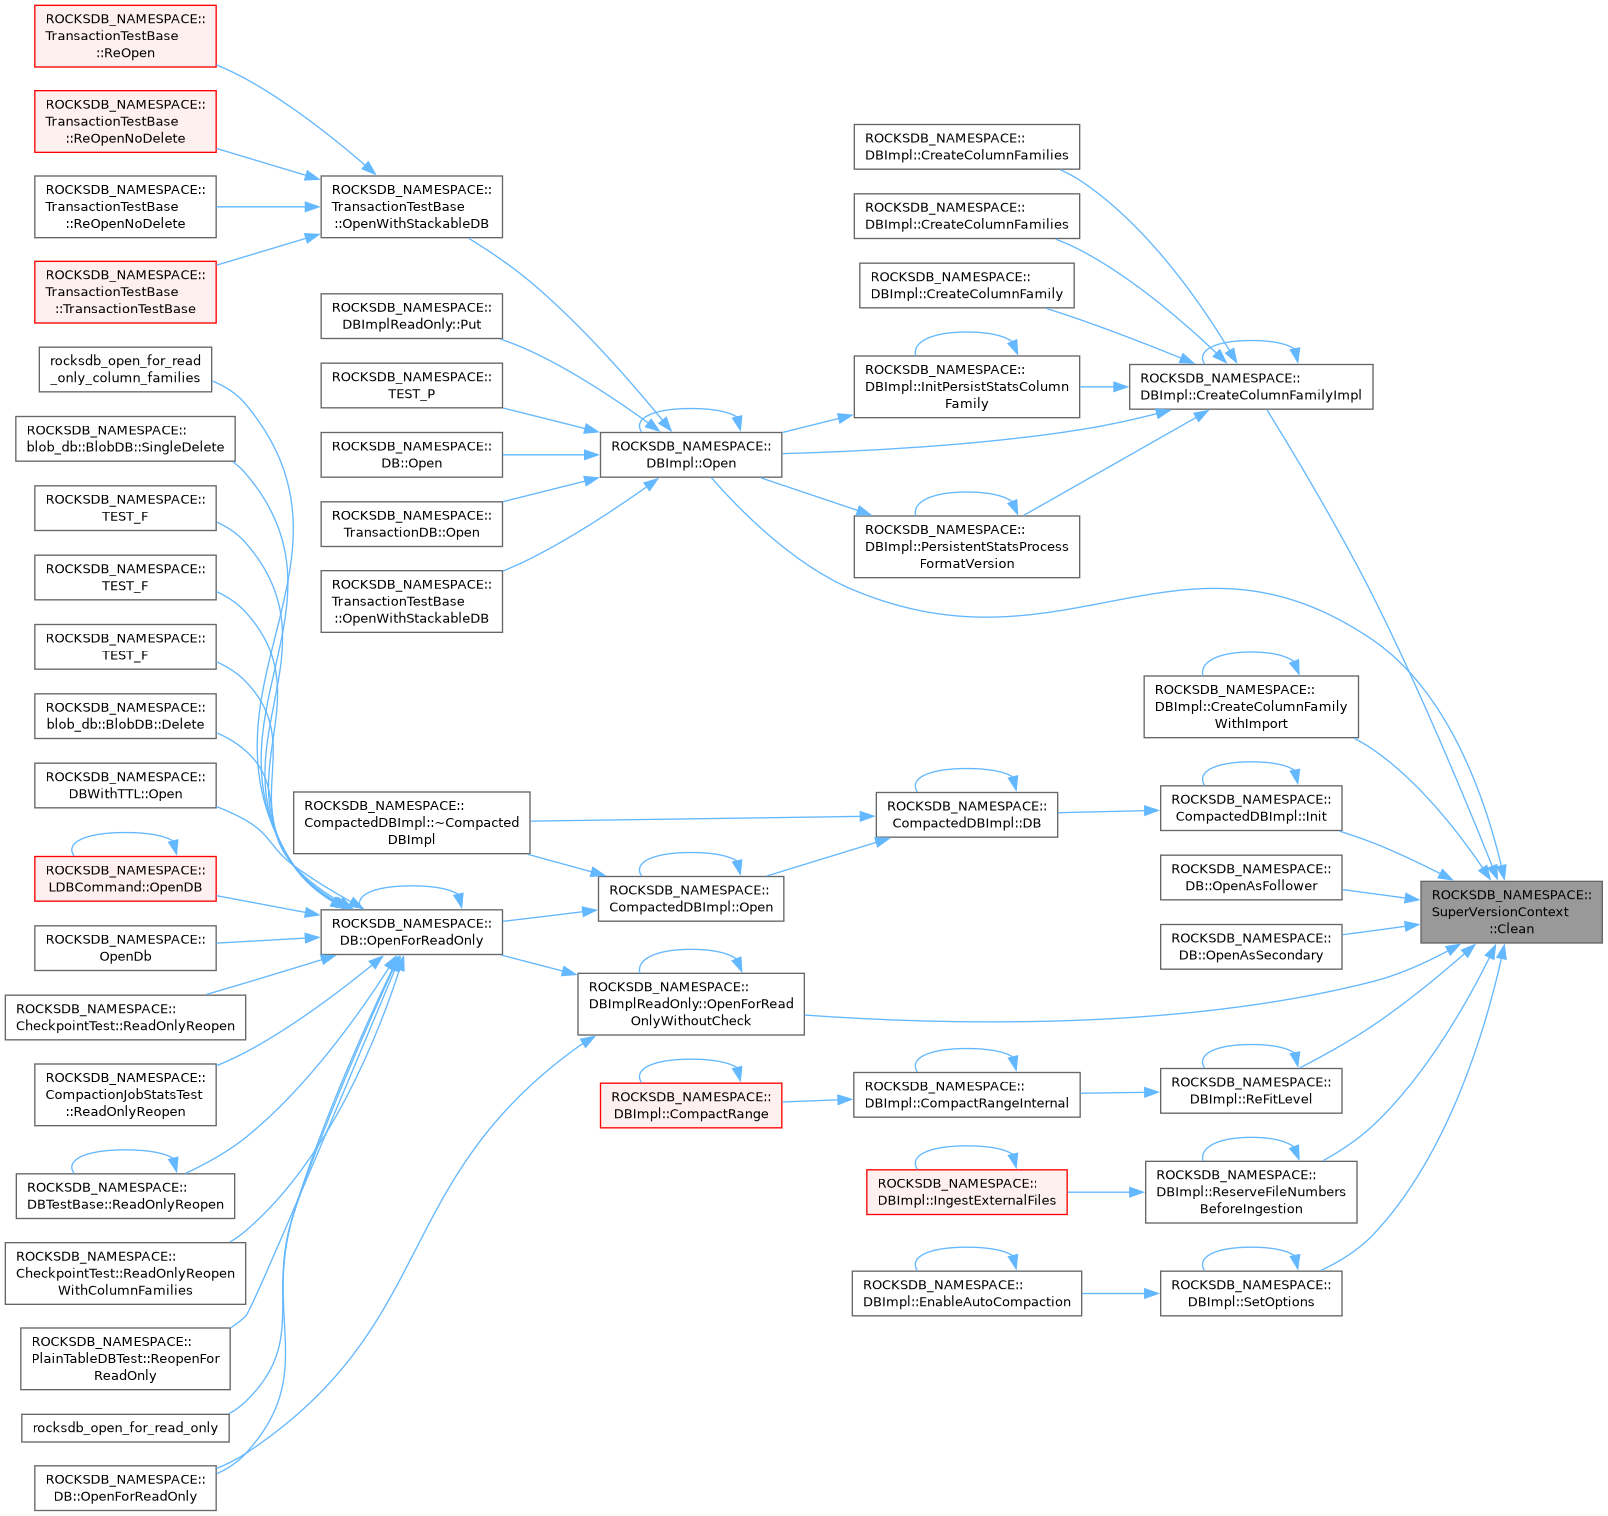 ROCKSDB_NAMESPACE::
TransactionTestBase
::ReOpen
ROCKSDB_NAMESPACE::
TransactionTestBase
::ReOpenNoDelete
ROCKSDB_NAMESPACE::
TransactionTestBase
::ReOpenNoDelete
ROCKSDB_NAMESPACE::
TransactionTestBase
::TransactionTestBase
rocksdb_open_for_read
_only_column_families
ROCKSDB_NAMESPACE::
blob_db::BlobDB::SingleDelete
ROCKSDB_NAMESPACE::
TEST_F
ROCKSDB_NAMESPACE::
TEST_F
ROCKSDB_NAMESPACE::
TEST_F
ROCKSDB_NAMESPACE::
blob_db::BlobDB::Delete
ROCKSDB_NAMESPACE::
DBWithTTL::Open
ROCKSDB_NAMESPACE::
LDBCommand::OpenDB
ROCKSDB_NAMESPACE::
OpenDb
ROCKSDB_NAMESPACE::
CheckpointTest::ReadOnlyReopen
ROCKSDB_NAMESPACE::
CompactionJobStatsTest
::ReadOnlyReopen
ROCKSDB_NAMESPACE::
DBTestBase::ReadOnlyReopen
ROCKSDB_NAMESPACE::
CheckpointTest::ReadOnlyReopen
WithColumnFamilies
ROCKSDB_NAMESPACE::
PlainTableDBTest::ReopenFor
ReadOnly
rocksdb_open_for_read_only
ROCKSDB_NAMESPACE::
DB::OpenForReadOnly
ROCKSDB_NAMESPACE::
TransactionTestBase
::OpenWithStackableDB
ROCKSDB_NAMESPACE::
DBImplReadOnly::Put
ROCKSDB_NAMESPACE::
TEST_P
ROCKSDB_NAMESPACE::
DB::Open
ROCKSDB_NAMESPACE::
TransactionDB::Open
ROCKSDB_NAMESPACE::
TransactionTestBase
::OpenWithStackableDB
ROCKSDB_NAMESPACE::
CompactedDBImpl::~Compacted
DBImpl
ROCKSDB_NAMESPACE::
DB::OpenForReadOnly
ROCKSDB_NAMESPACE::
DBImpl::Open
ROCKSDB_NAMESPACE::
CompactedDBImpl::Open
ROCKSDB_NAMESPACE::
DBImplReadOnly::OpenForRead
OnlyWithoutCheck
ROCKSDB_NAMESPACE::
DBImpl::CompactRange
ROCKSDB_NAMESPACE::
DBImpl::CreateColumnFamilies
ROCKSDB_NAMESPACE::
DBImpl::CreateColumnFamilies
ROCKSDB_NAMESPACE::
DBImpl::CreateColumnFamily
ROCKSDB_NAMESPACE::
DBImpl::InitPersistStatsColumn
Family
ROCKSDB_NAMESPACE::
DBImpl::PersistentStatsProcess
FormatVersion
ROCKSDB_NAMESPACE::
CompactedDBImpl::DB
ROCKSDB_NAMESPACE::
DBImpl::CompactRangeInternal
ROCKSDB_NAMESPACE::
DBImpl::IngestExternalFiles
ROCKSDB_NAMESPACE::
DBImpl::EnableAutoCompaction
ROCKSDB_NAMESPACE::
DBImpl::CreateColumnFamilyImpl
ROCKSDB_NAMESPACE::
DBImpl::CreateColumnFamily
WithImport
ROCKSDB_NAMESPACE::
CompactedDBImpl::Init
ROCKSDB_NAMESPACE::
DB::OpenAsFollower
ROCKSDB_NAMESPACE::
DB::OpenAsSecondary
ROCKSDB_NAMESPACE::
DBImpl::ReFitLevel
ROCKSDB_NAMESPACE::
DBImpl::ReserveFileNumbers
BeforeIngestion
ROCKSDB_NAMESPACE::
DBImpl::SetOptions
ROCKSDB_NAMESPACE::
SuperVersionContext
::Clean